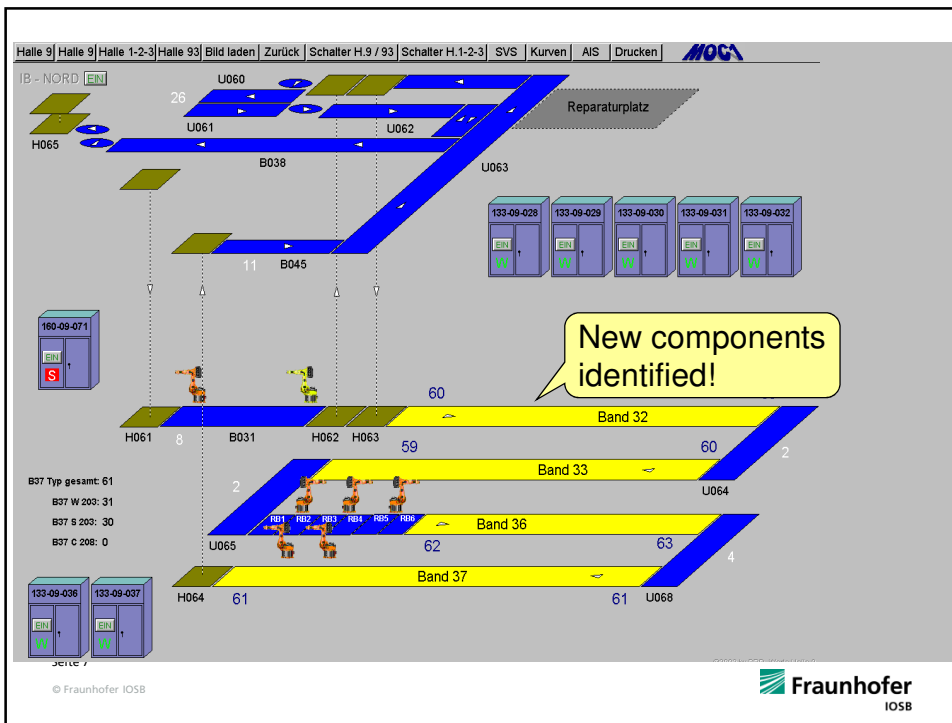 Halle 9 Halle 9 Halle 1-2-3 Halle 93 Bild laden Zurück Schalter H.9 / 93 Schalter H.1-2-3 SVS Kurven AIS Drucken MOGA
IB - NORD EIN
U060
26
U061
U062
Reparaturplatz
H065
B038
U063
133-09-028 133-09-029 133-09-030 133-09-031 133-09-032
EIN EIN EIN EIN EIN
W W W W W
11 B045
160-09-071
EIN
S
New components
identified!
60
Band 32
H061 8 B031 H062 H063
59 60
2
Band 33
2
U064
B37 Typ gesamt: 61
B37 W 203: 31
B37 S 203: 30
B37 C 208: 0
RB1 RB2 RB3 RB4 RB5 RB6
Band 36
U065
62 63
4
Band 37
H064 61 61 U068
133-09-036 133-09-037
EIN EIN
W W
Seite 7
© Fraunhofer IOSB
Fraunhofer
IOSB